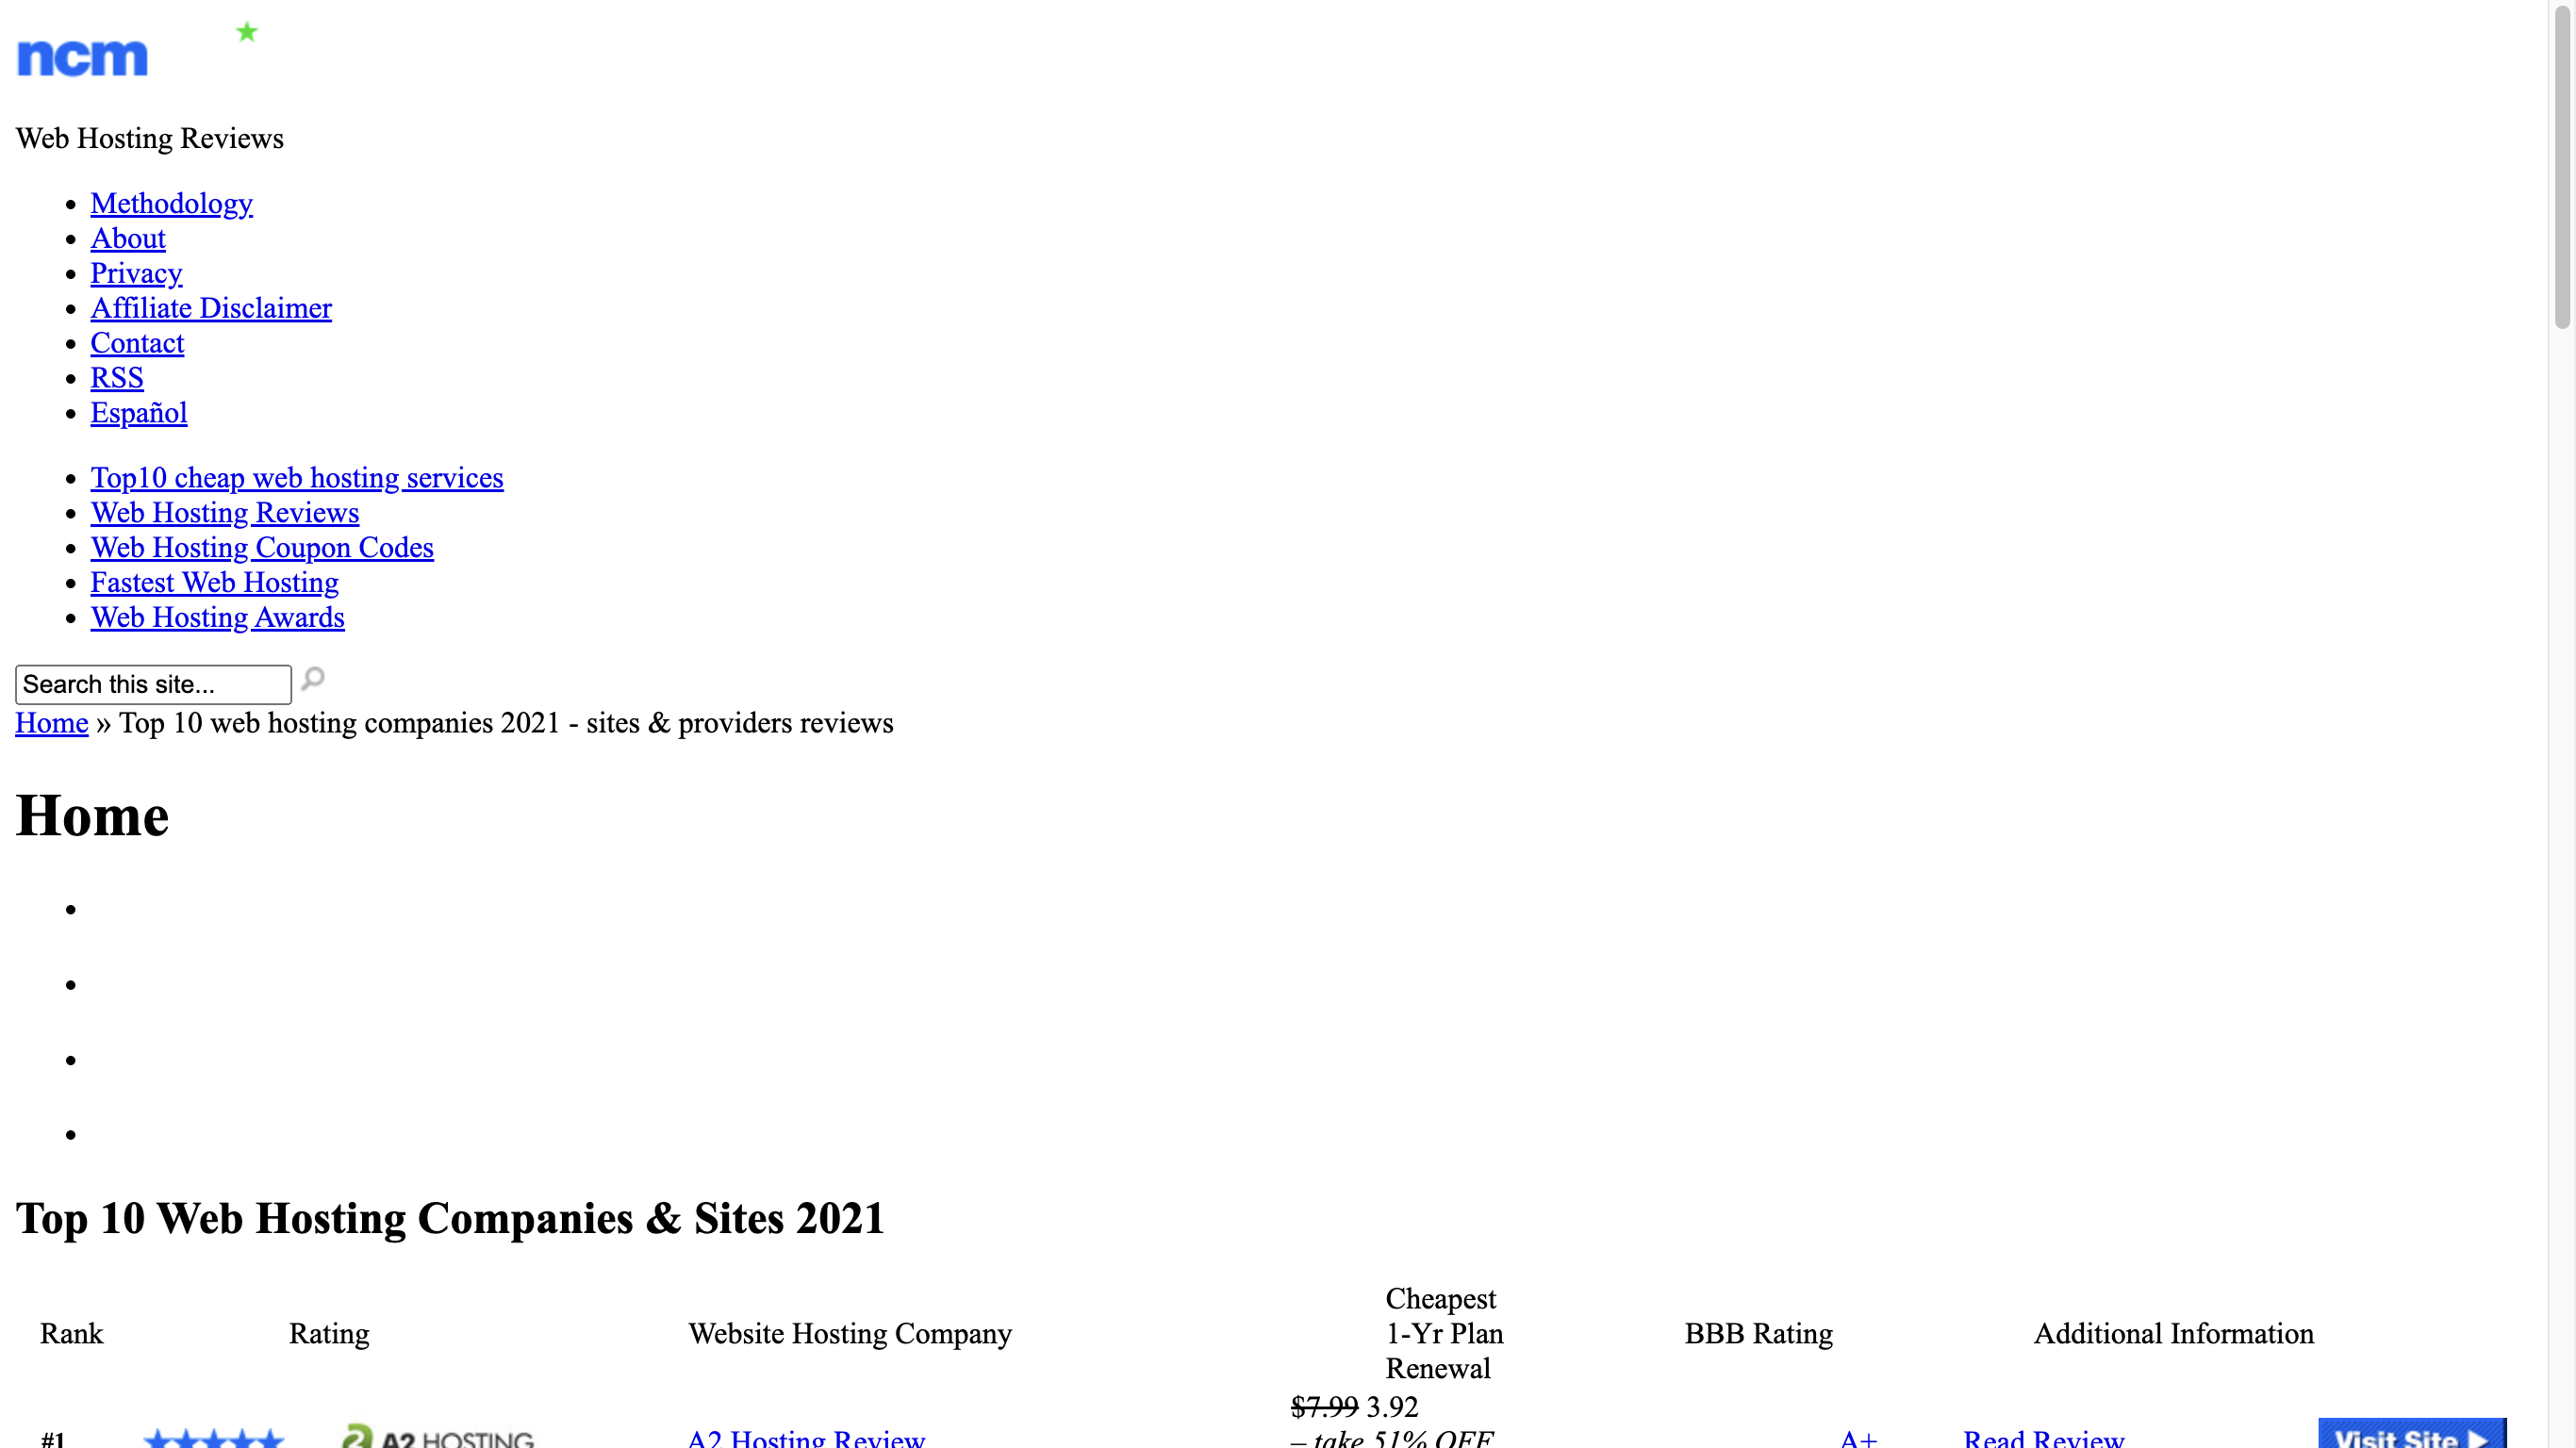 ncm
Web Hosting Reviews
Methodology
About
Privacy
Affiliate Disclaimer
Contact
RSS
Español
Top10 cheap web hosting services
Web Hosting Reviews
Web Hosting Coupon Codes
Fastest Web Hosting
Web Hosting Awards
Search this site...
Home » Top 10 web hosting companies 2021 - sites & providers reviews
Home
Top 10 Web Hosting Companies & Sites 2021
Rank Rating Website Hosting Company Cheapest
1-Yr Plan
Renewal BBB Rating Additional Information
#1 A2 HOSTING A2 Hosting Review $7.99 3.92
– take 51% OFF A+ Read Review Visit Site